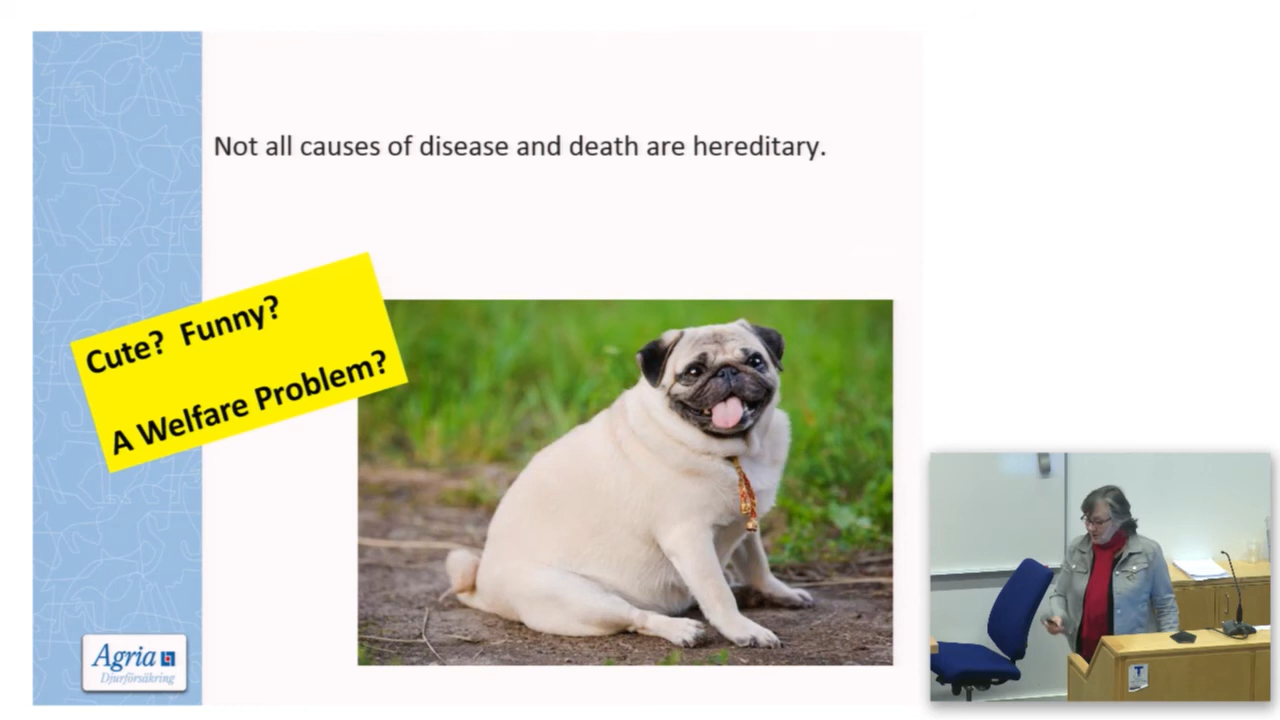 Not all causes of disease and death are hereditary.
Cute? Funny?
A Welfare Problem?
Agria
Djurförsäkring
T